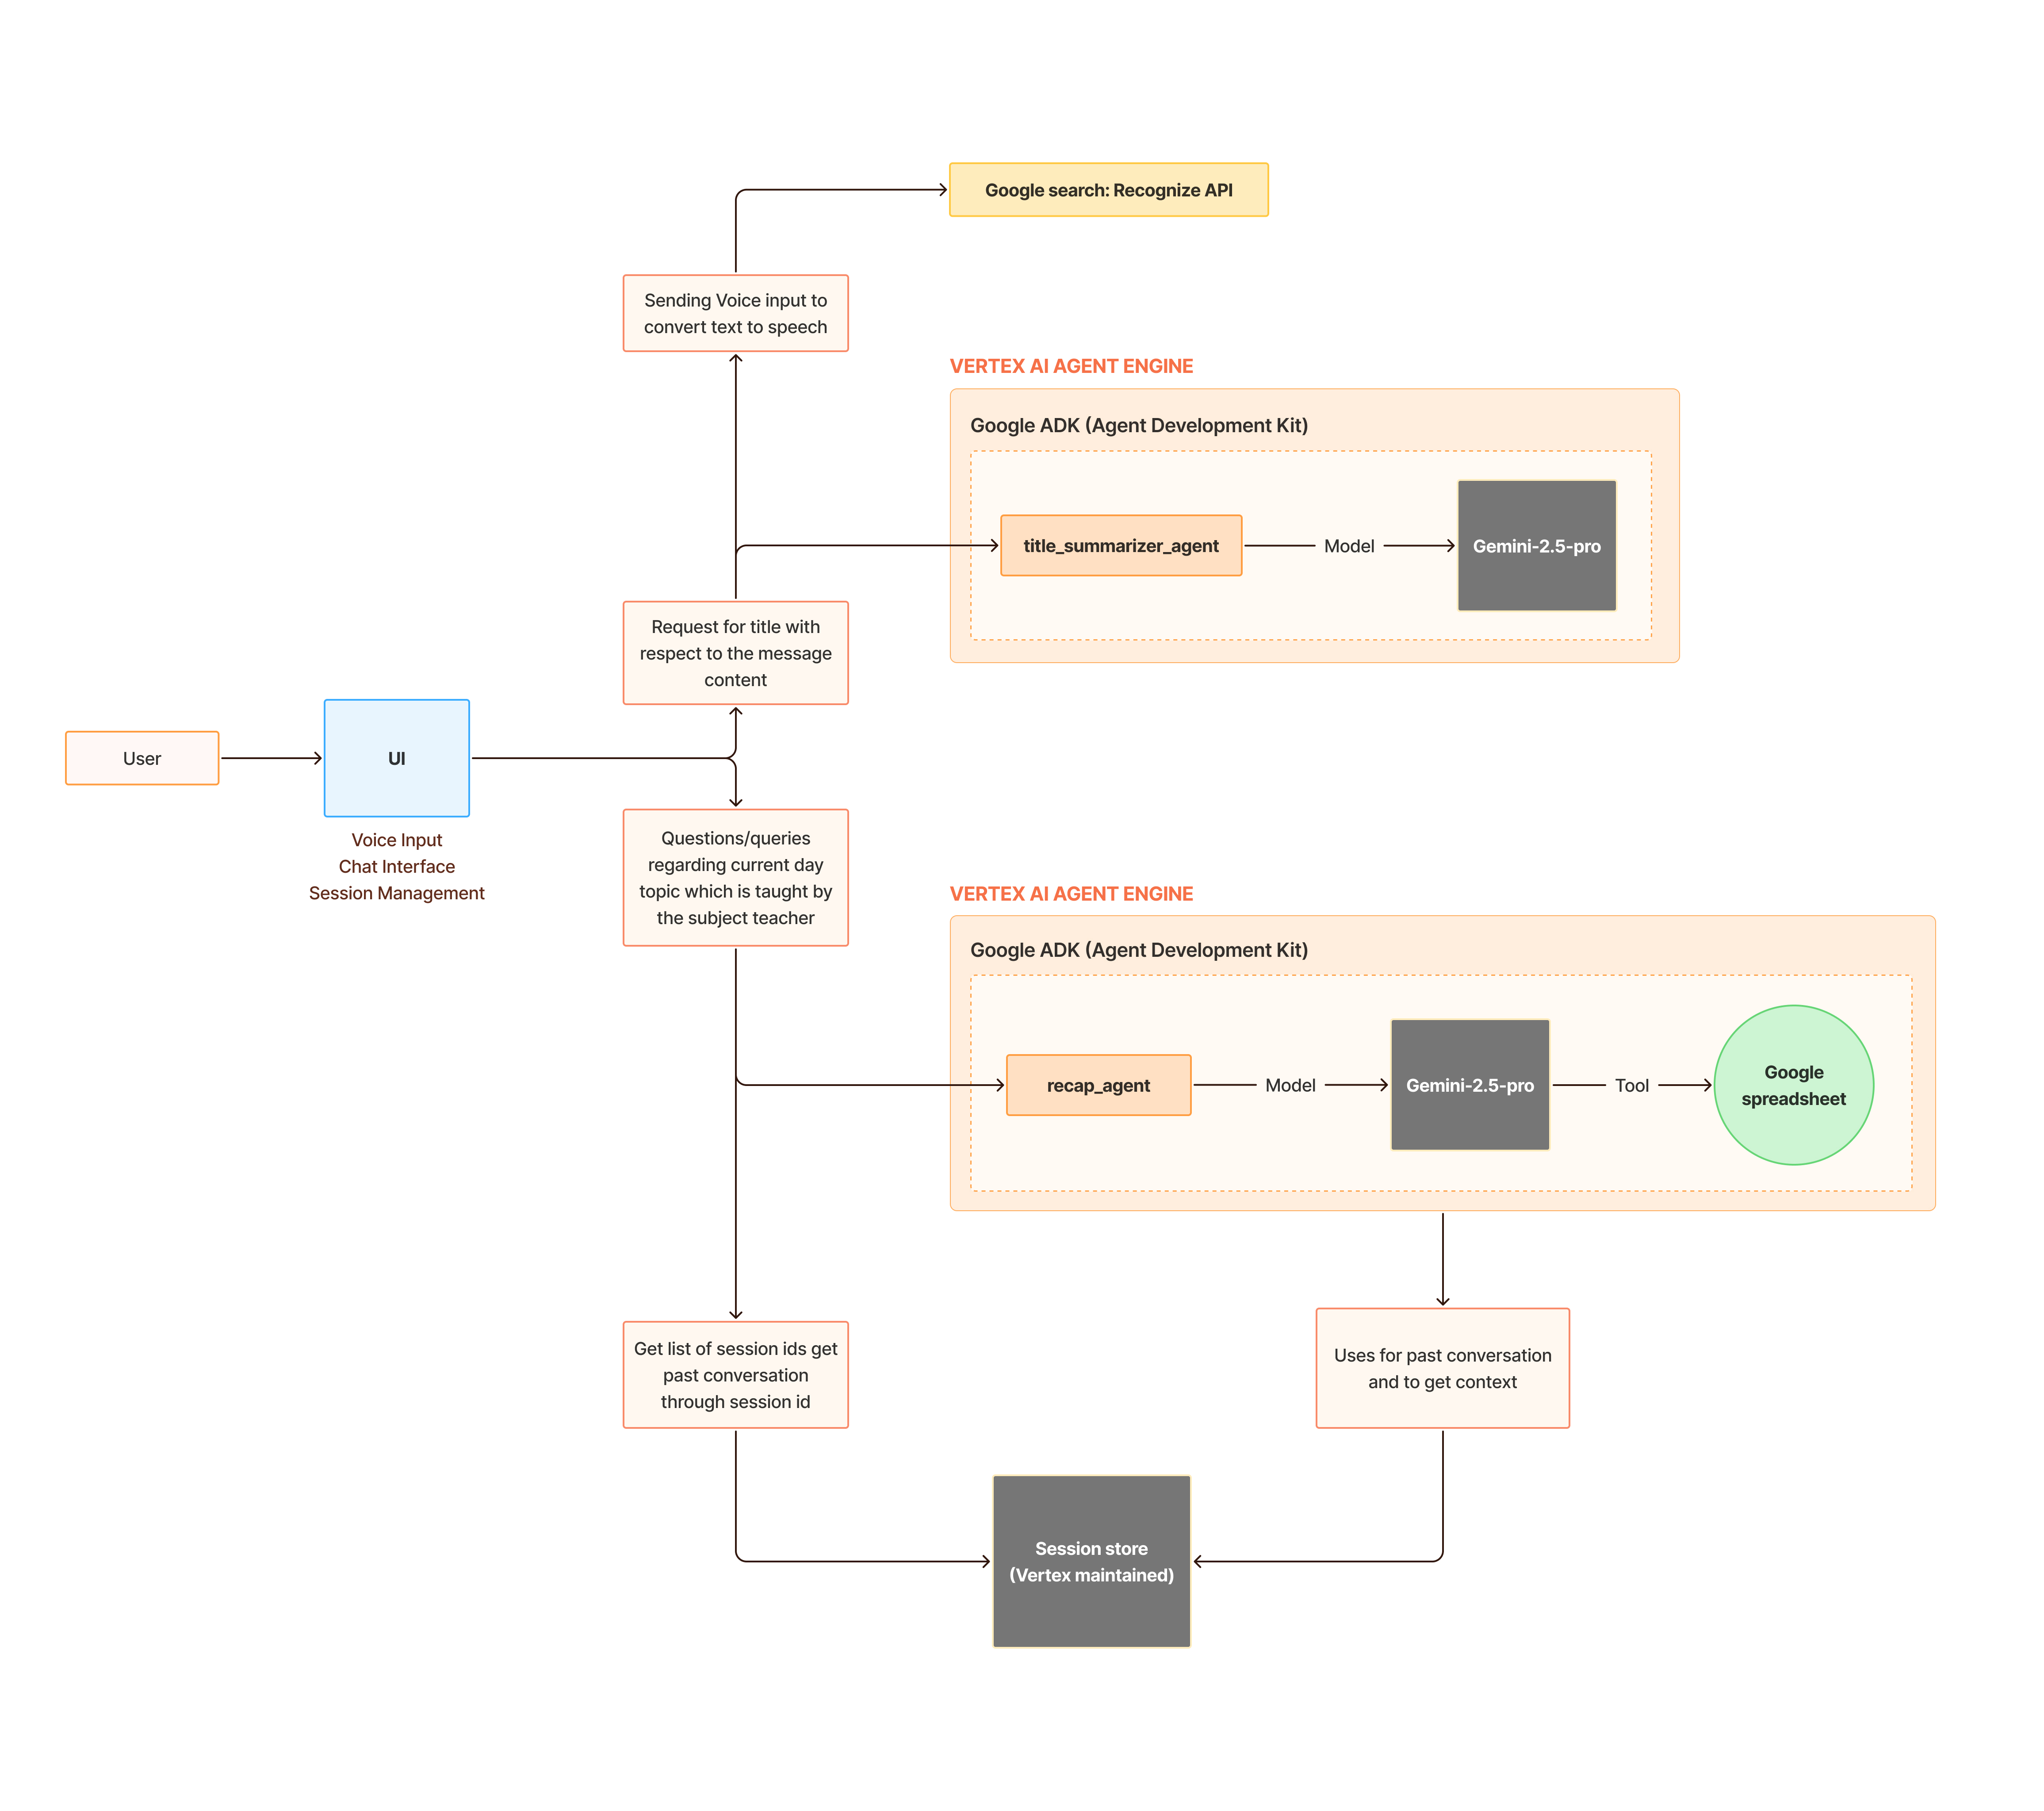 Google search: Recognize API
Sending Voice input to
convert text to speech
VERTEX AI AGENT ENGINE
Google ADK (Agent Development Kit)
title_summarizer_agent
Model
Gemini-2.5-pro
Request for title with
respect to the message
content
User
UI
Voice Input
Chat Interface
Session Management
Questions/queries
regarding current day
topic which is taught by
the subject teacher
VERTEX AI AGENT ENGINE
Google ADK (Agent Development Kit)
recap_agent
Model
Gemini-2.5-pro
Tool
Google
spreadsheet
Get list of session ids get
past conversation
through session id
Uses for past conversation
and to get context
Session store
(Vertex maintained)